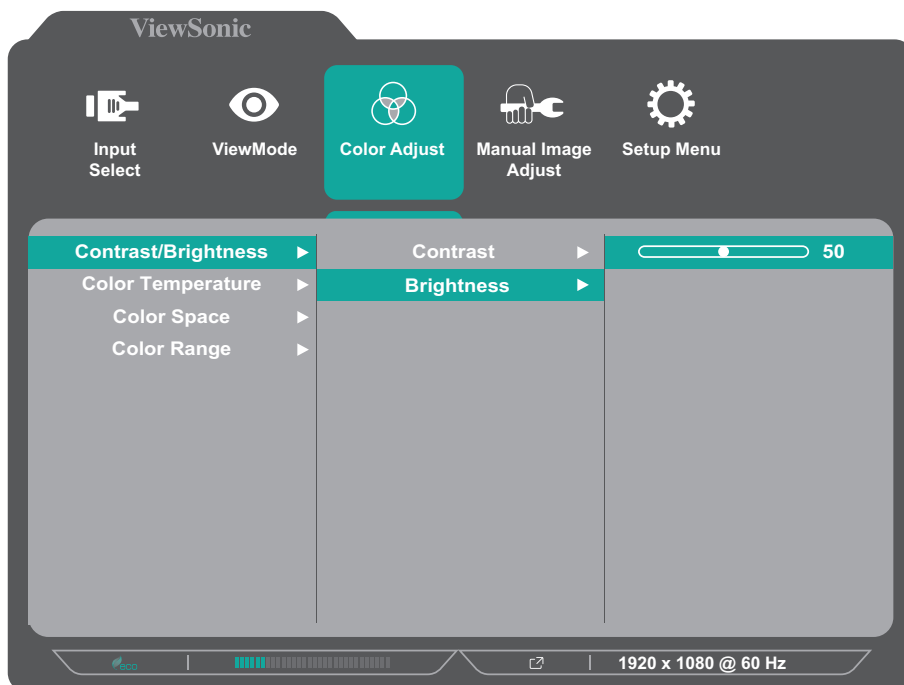 ViewSonic
Input Select
ViewMode
Color Adjust
Manual Image Adjust
Setup Menu
Contrast/Brightness
Contrast
50
Color Temperature
Brightness
Color Space
Color Range
eco
1920 x 1080 @ 60 Hz